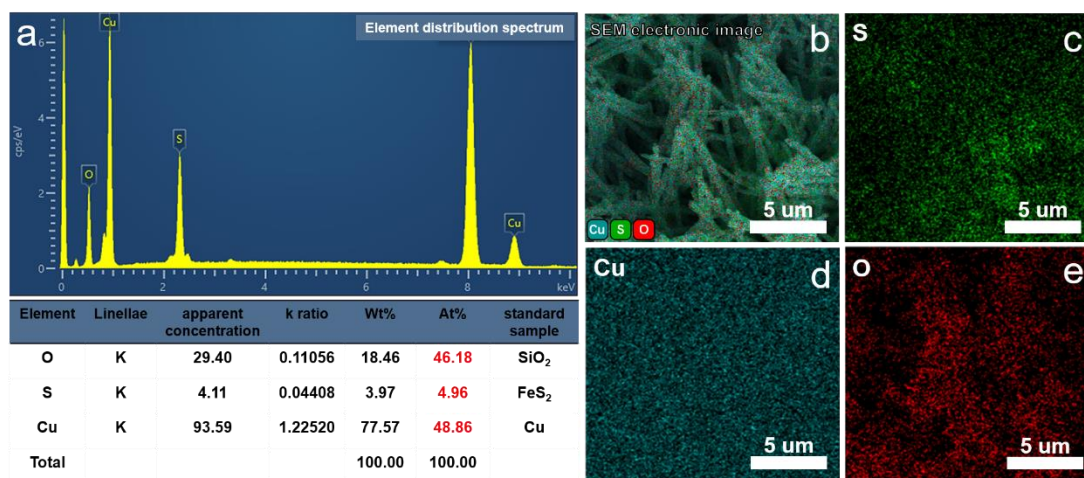 a
Element distribution spectrum
Cu
S
O
Cu
cps/eV
6
4
2
0
0 2 4 6 8 keV
Element Linellae apparent concentration k ratio Wt% At% standard sample
O K 29.40 0.11056 18.46 46.18 SiO₂
S K 4.11 0.04408 3.97 4.96 FeS₂
Cu K 93.59 1.22520 77.57 48.86 Cu
Total 100.00 100.00
SEM electronic image
b
Cu S O
5 um
S
c
5 um
Cu
d
5 um
O
e
5 um